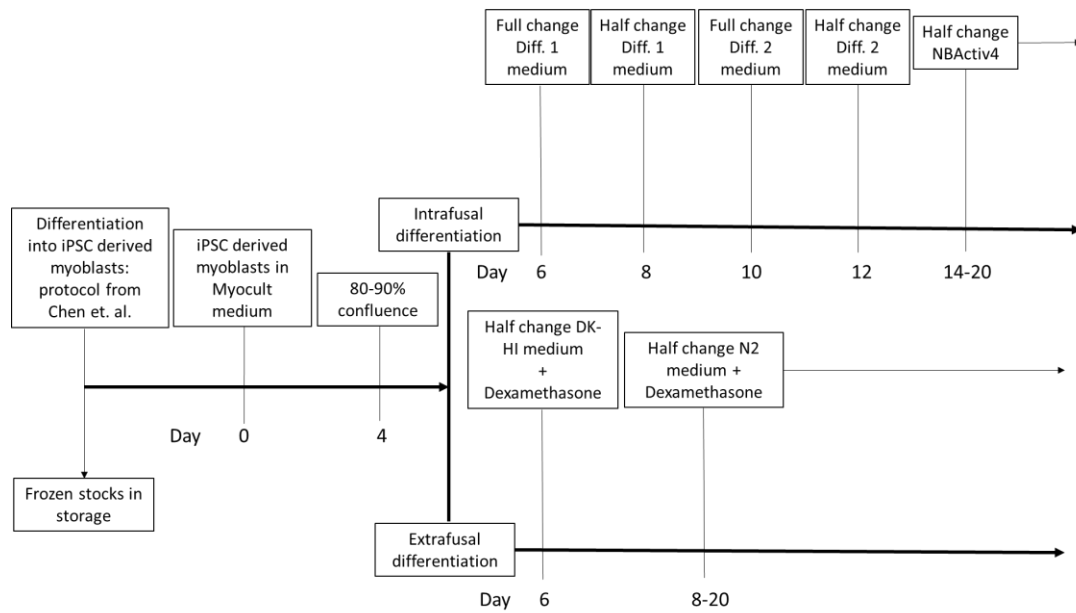 Full change
Diff. 1
medium
Half change
Diff. 1
medium
Full change
Diff. 2
medium
Half change
Diff. 2
medium
Half change
NBActiv4
Differentiation
into iPSC derived
myoblasts:
protocol from
Chen et. al.
iPSC derived
myoblasts in
Myocult
medium
80-90%
confluence
Intrafusal
differentiation
Day 6 8 10 12 14-20
Half change DK-
HI medium
+
Dexamethasone
Half change N2
medium +
Dexamethasone
Day 0 4
Frozen stocks in
storage
Extrafusal
differentiation
Day 6 8-20